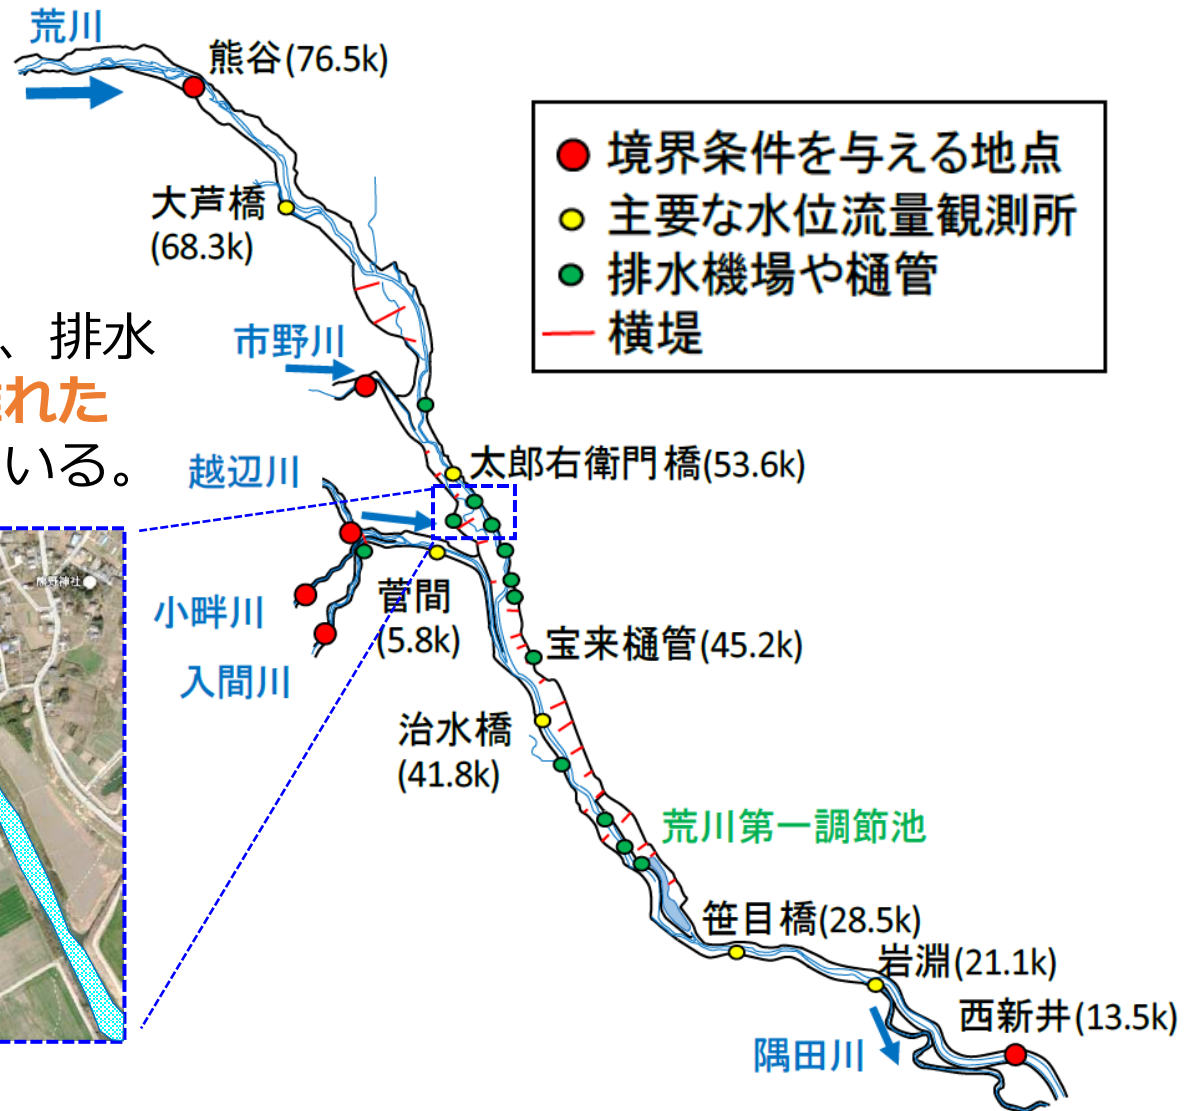 荒川
熊谷(76.5k)
境界条件を与える地点
主要な水位流量観測所
排水機場や樋管
横堤
大芦橋
(68.3k)
、排水
れた
いる。
市野川
太郎右衛門橋(53.6k)
越辺川
熊野神社
菅間
(5.8k)
小畔川
入間川
宝来樋管(45.2k)
治水橋
(41.8k)
荒川第一調節池
笹目橋(28.5k)
岩淵(21.1k)
西新井(13.5k)
隅田川